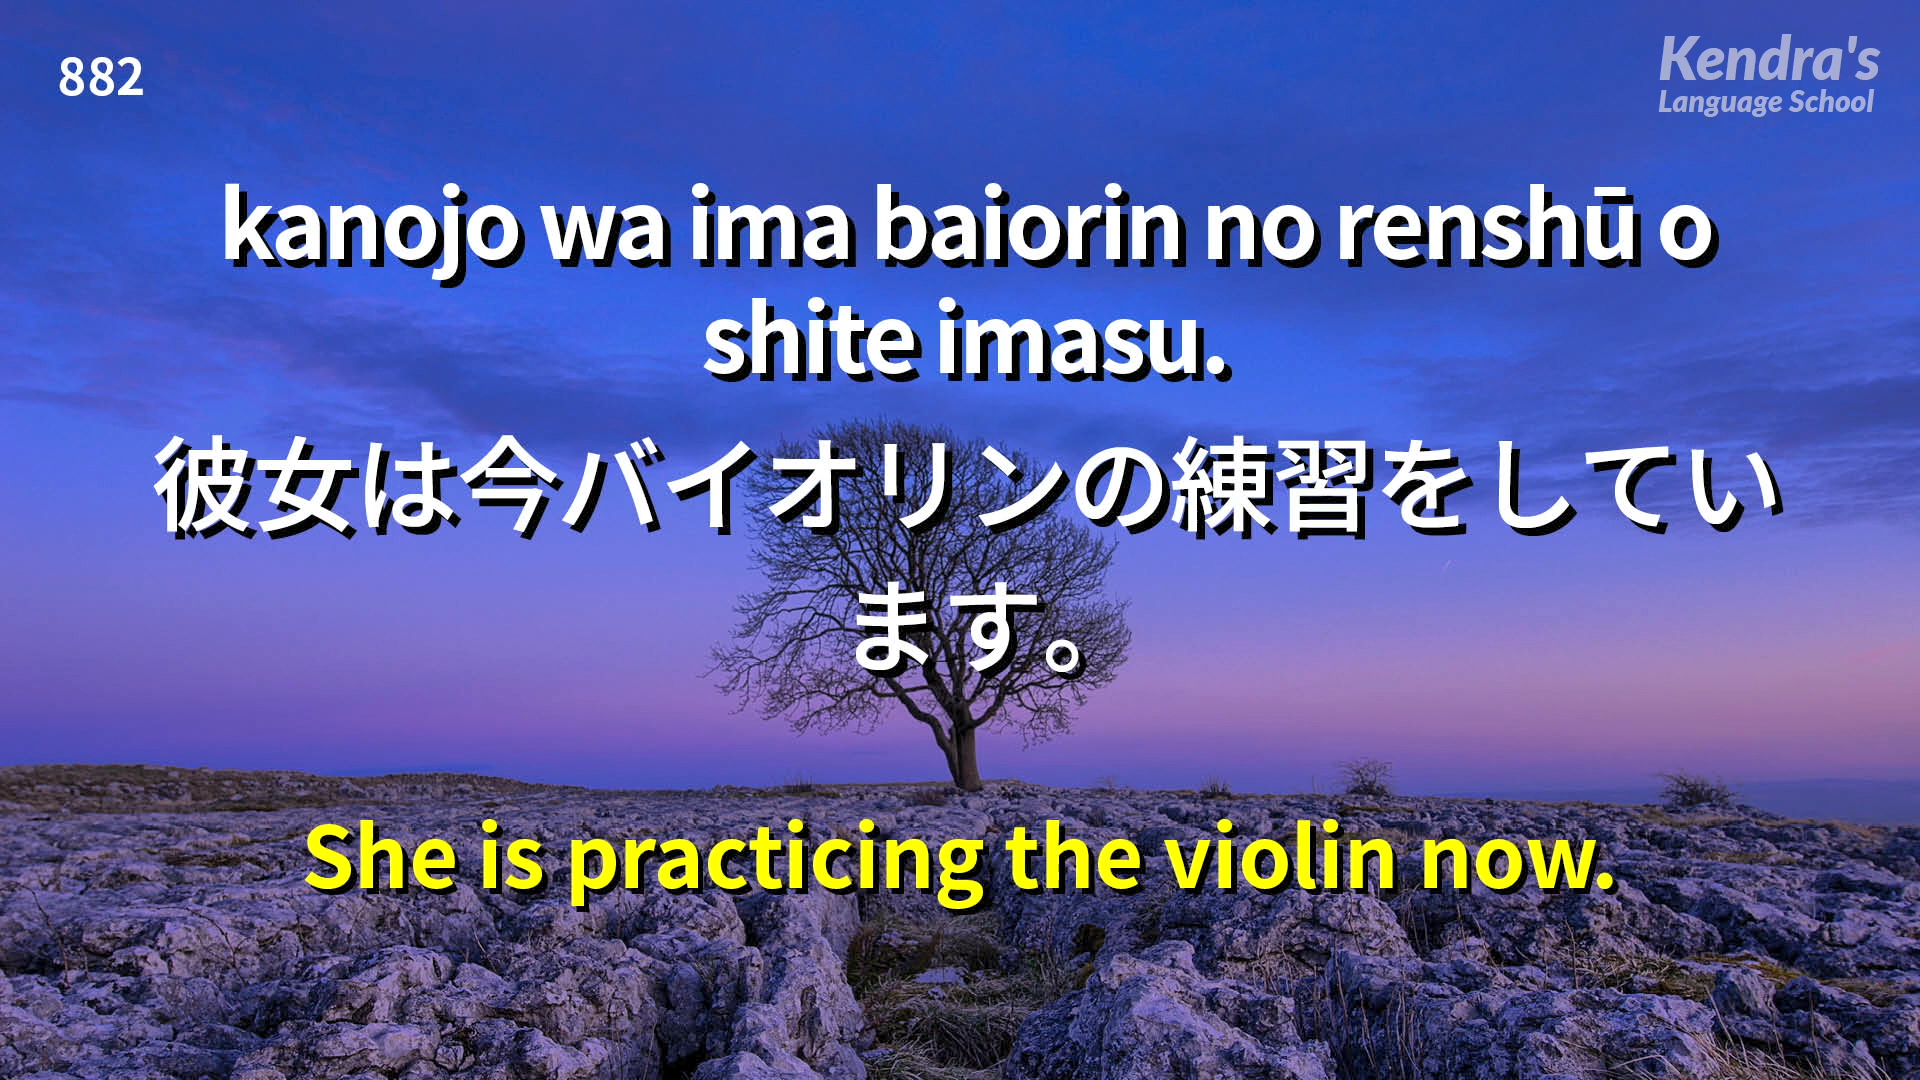 882
Kendra's
Language School
kanojo wa ima baiorin no renshū o
shite imasu.
彼女は今バイオリンの練習をしてい
ます。
She is practicing the violin now.